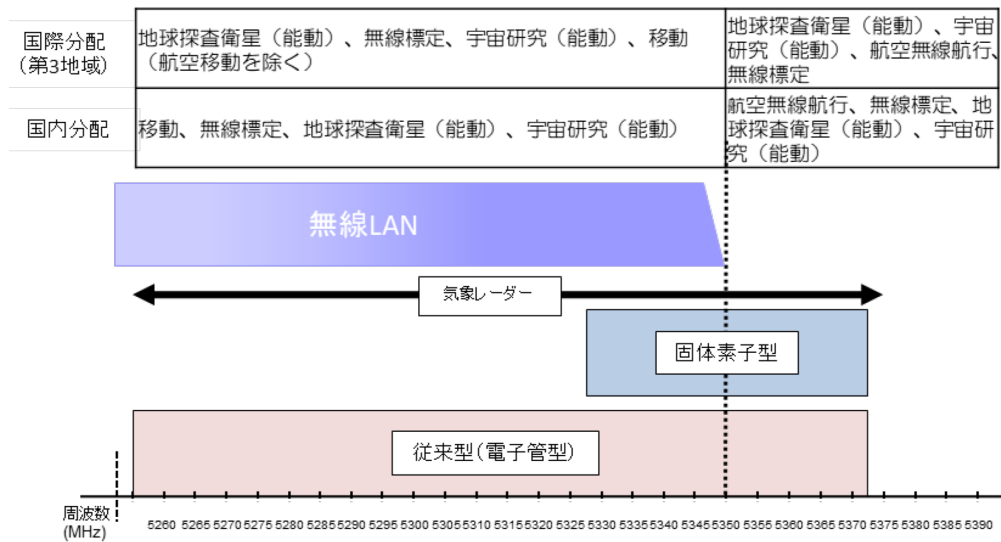 国際分配
(第3地域)
地球探査衛星(能動)、無線標定、宇宙研究(能動)、移動
(航空移動を除く)
地球探査衛星(能動)、宇宙
研究(能動)、航空無線航行、
無線標定
国内分配
移動、無線標定、地球探査衛星(能動)、宇宙研究(能動)
航空無線航行、無線標定、地
球探査衛星(能動)、宇宙研
究(能動)
無線LAN
気象レーダー
固体素子型
従来型(電子管型)
周波数
(MHz)
5260 5265 5270 5275 5280 5285 5290 5295 5300 5305 5310 5315 5320 5325 5330 5335 5340 5345 5350 5355 5360 5365 5370 5375 5380 5385 5390